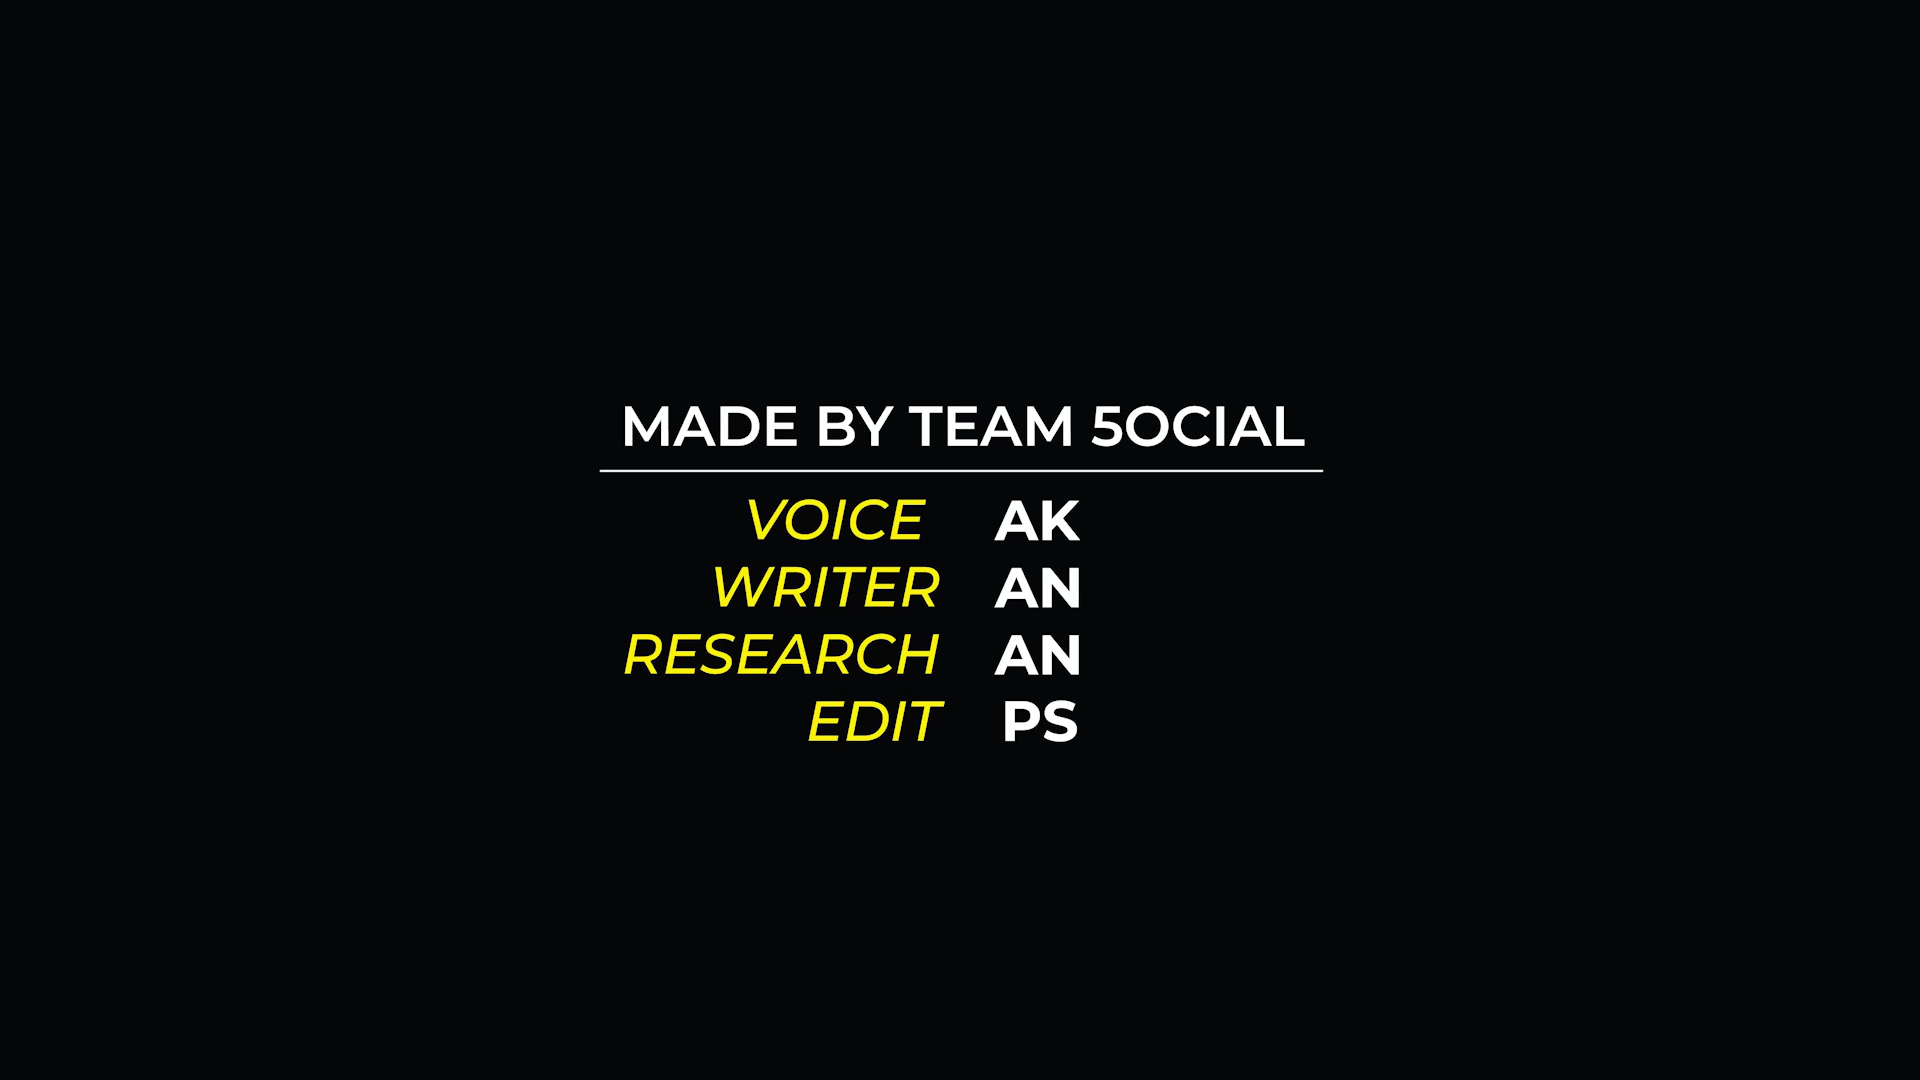 MADE BY TEAM 5OCIAL
VOICE AK
WRITER AN
RESEARCH AN
EDIT PS